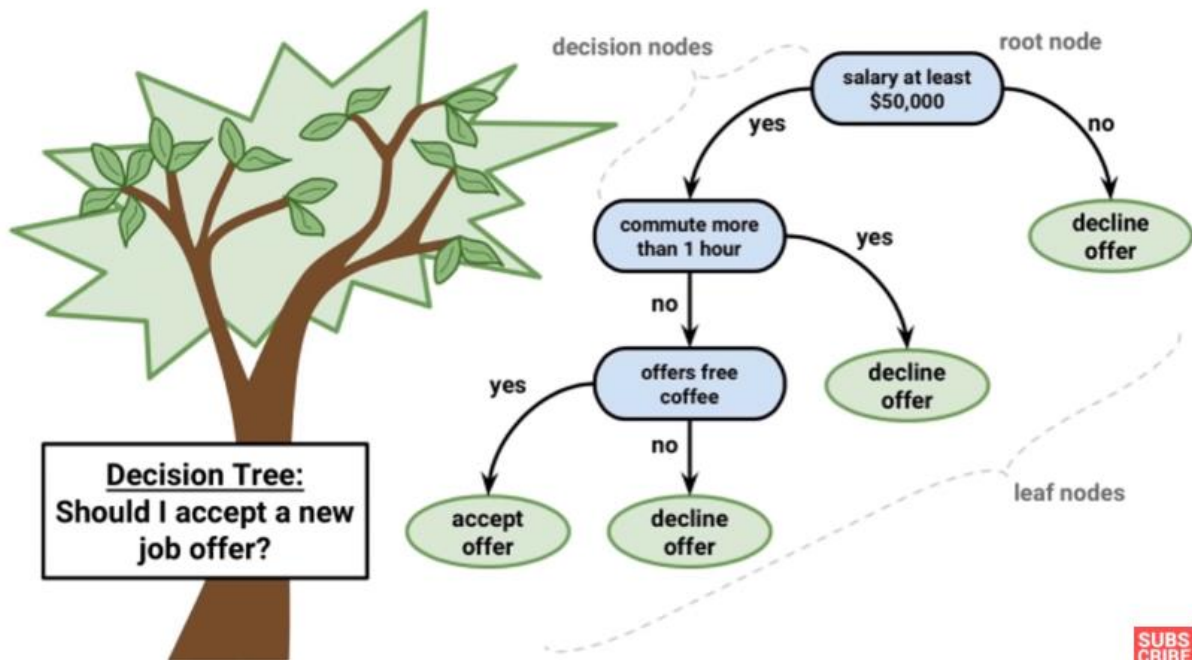 decision nodes
root node
salary at least
$50,000
yes
no
commute more
than 1 hour
yes
decline
offer
no
offers free
coffee
decline
offer
yes
no
leaf nodes
accept
offer
decline
offer
Decision Tree:
Should I accept a new
job offer?
SUBS
CRIBE